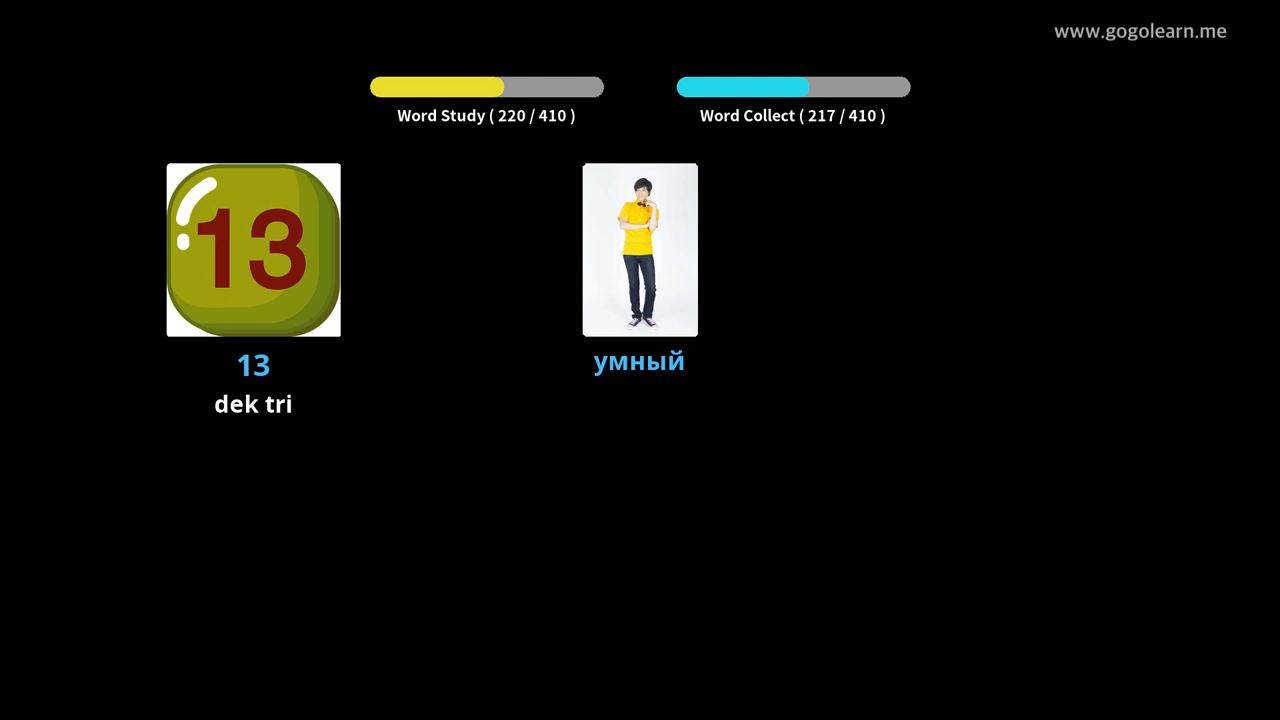 www.gogolearn.me
Word Study ( 220 / 410 )
Word Collect ( 217 / 410 )
13
13
dek tri
умный